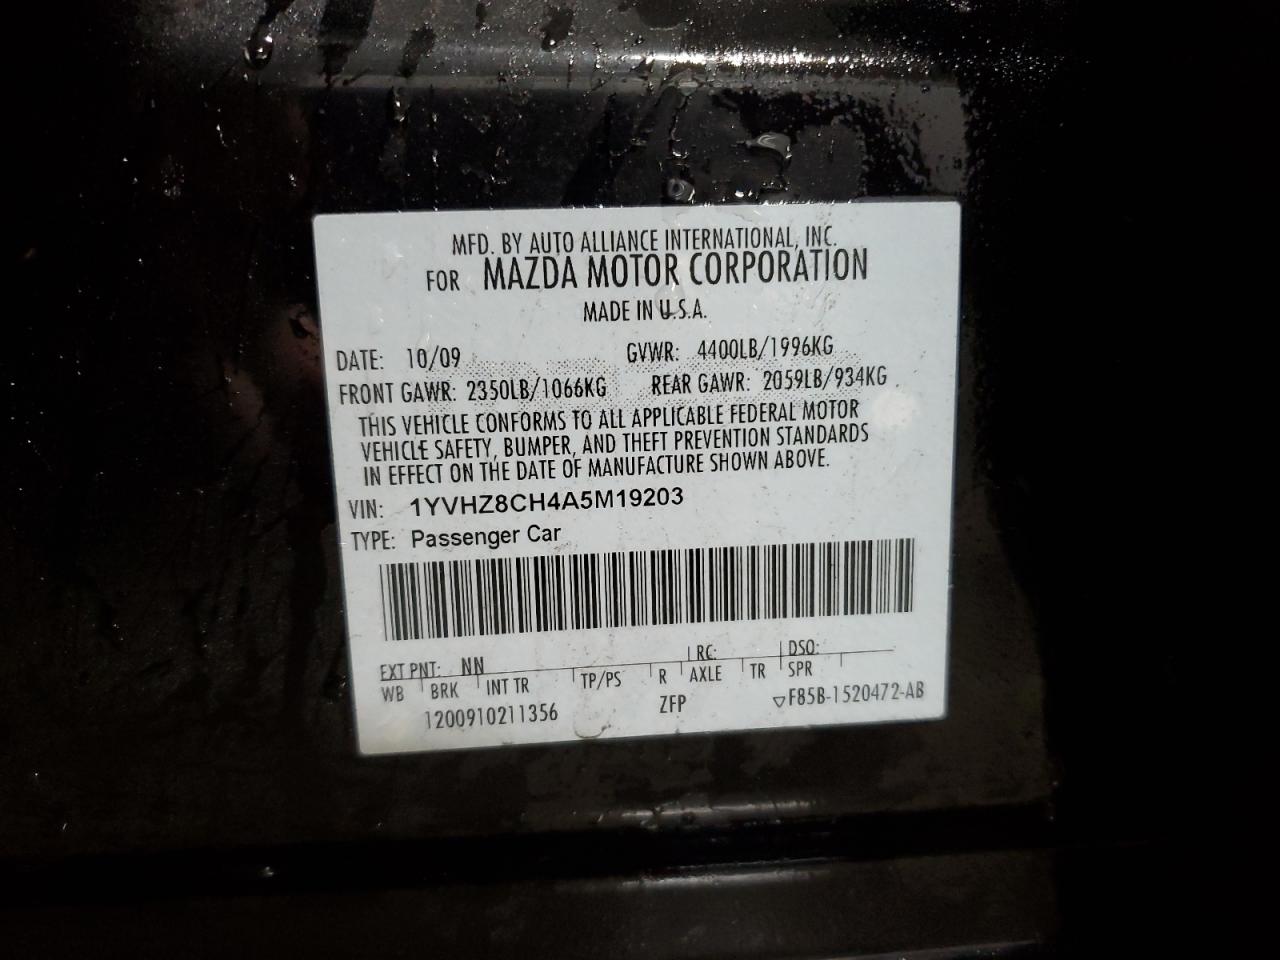 MFD. BY AUTO ALLIANCE INTERNATIONAL, INC.
FOR MAZDA MOTOR CORPORATION
MADE IN U.S.A.
DATE: 10/09 GVWR: 4400LB/1996KG
FRONT GAWR: 2350LB/1066KG REAR GAWR: 2059LB/934KG
THIS VEHICLE CONFORMS TO ALL APPLICABLE FEDERAL MOTOR
VEHICLE SAFETY, BUMPER, AND THEFT PREVENTION STANDARDS
IN EFFECT ON THE DATE OF MANUFACTURE SHOWN ABOVE.
VIN: 1YVHZ8CH4A5M19203
TYPE: Passenger Car
EXT PNT: NN RC: DSO:
WB BRK INT TR TP/PS R AXLE TR SPR
1200910211356 ZFP ▽F85B-1520472-AB